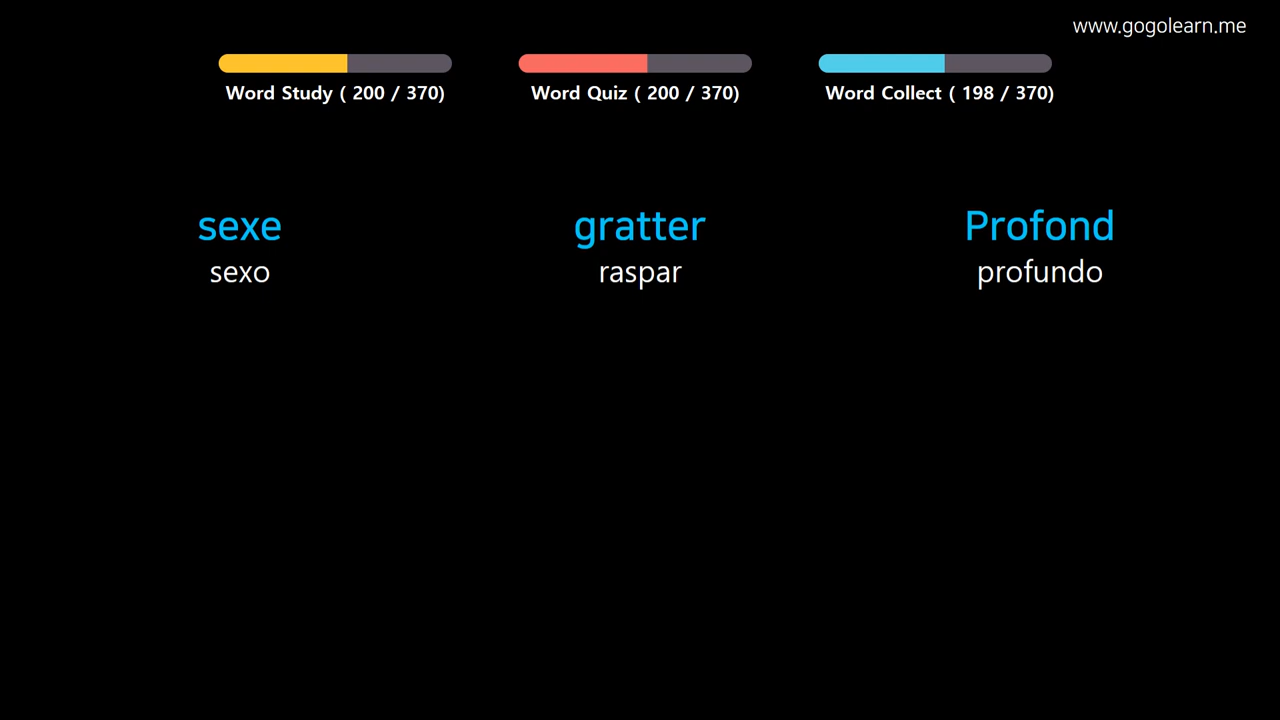 www.gogolearn.me
Word Study ( 200 / 370)
Word Quiz ( 200 / 370)
Word Collect ( 198 / 370)
sexe
sexo
gratter
raspar
Profond
profundo